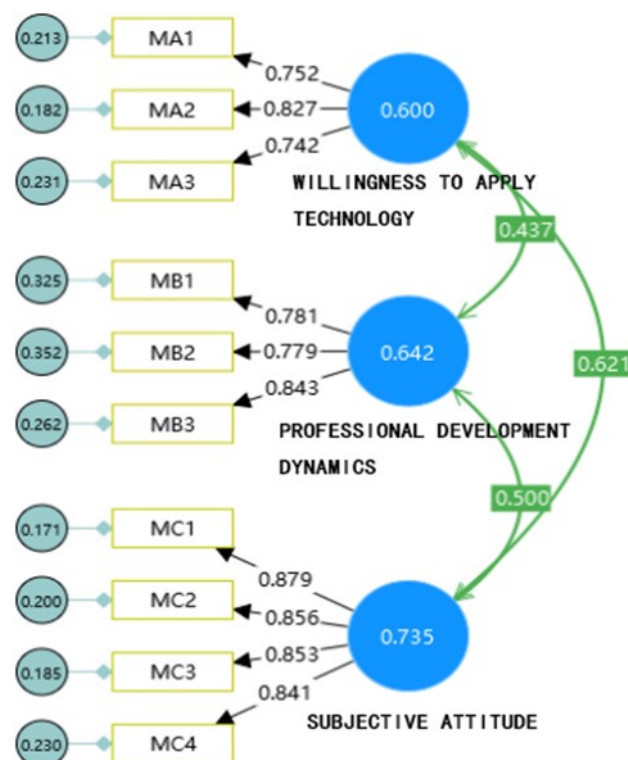 0.213 MA1
0.752
0.182 MA2 0.827 0.600
0.742
0.231 MA3
WILLINGNESS TO APPLY
TECHNOLOGY
0.437
0.325 MB1
0.781
0.352 MB2 0.779 0.642
0.621
0.843
0.262 MB3
PROFESSIONAL DEVELOPMENT
DYNAMICS
0.500
0.171 MC1
0.879
0.200 MC2
0.856
0.735
0.853
0.185 MC3
0.841
SUBJECTIVE ATTITUDE
0.230 MC4